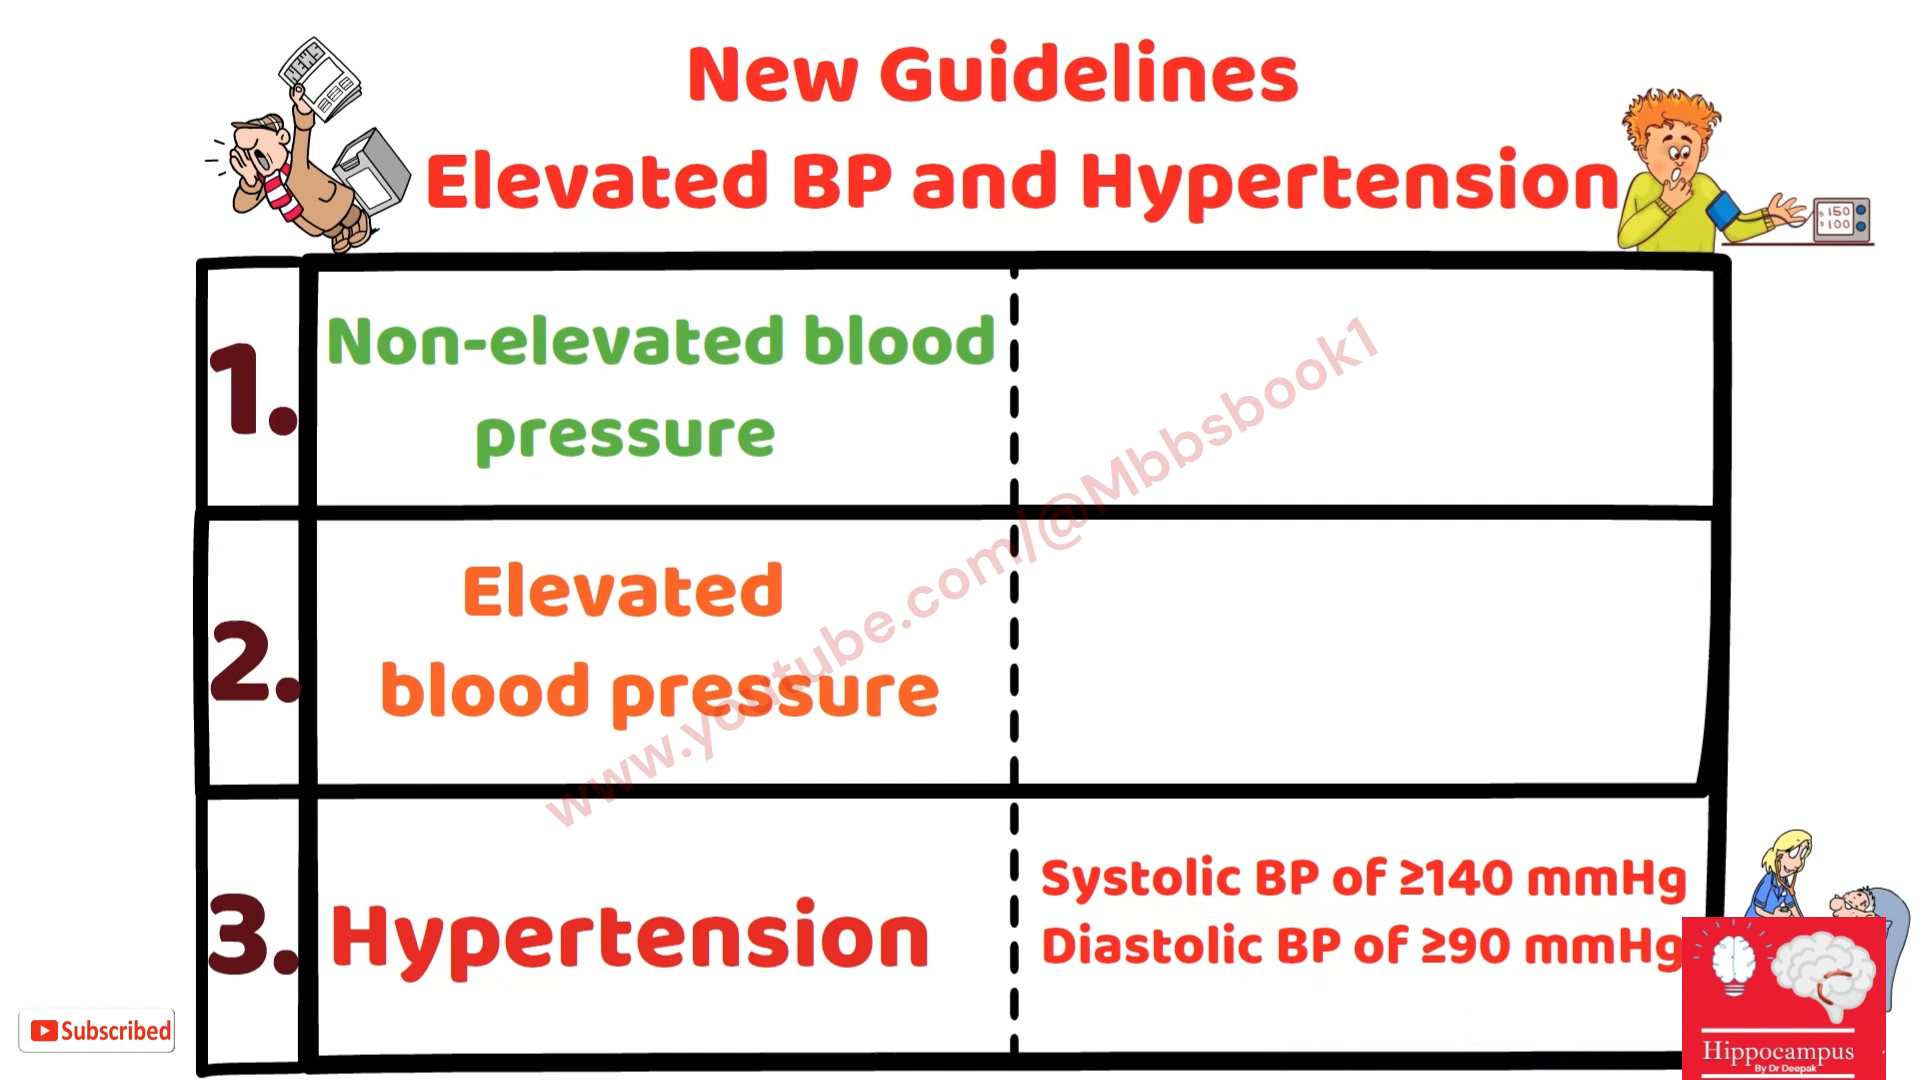 New Guidelines
Elevated BP and Hypertension
NEWS
150
100
1.
Non-elevated blood
pressure
2.
Elevated
blood pressure
3.
Hypertension
Systolic BP of ≥140 mmHg
Diastolic BP of ≥90 mmHg
www.youtube.com/@Mbbsbook1
Subscribed
Hippocampus
By Dr Deepak